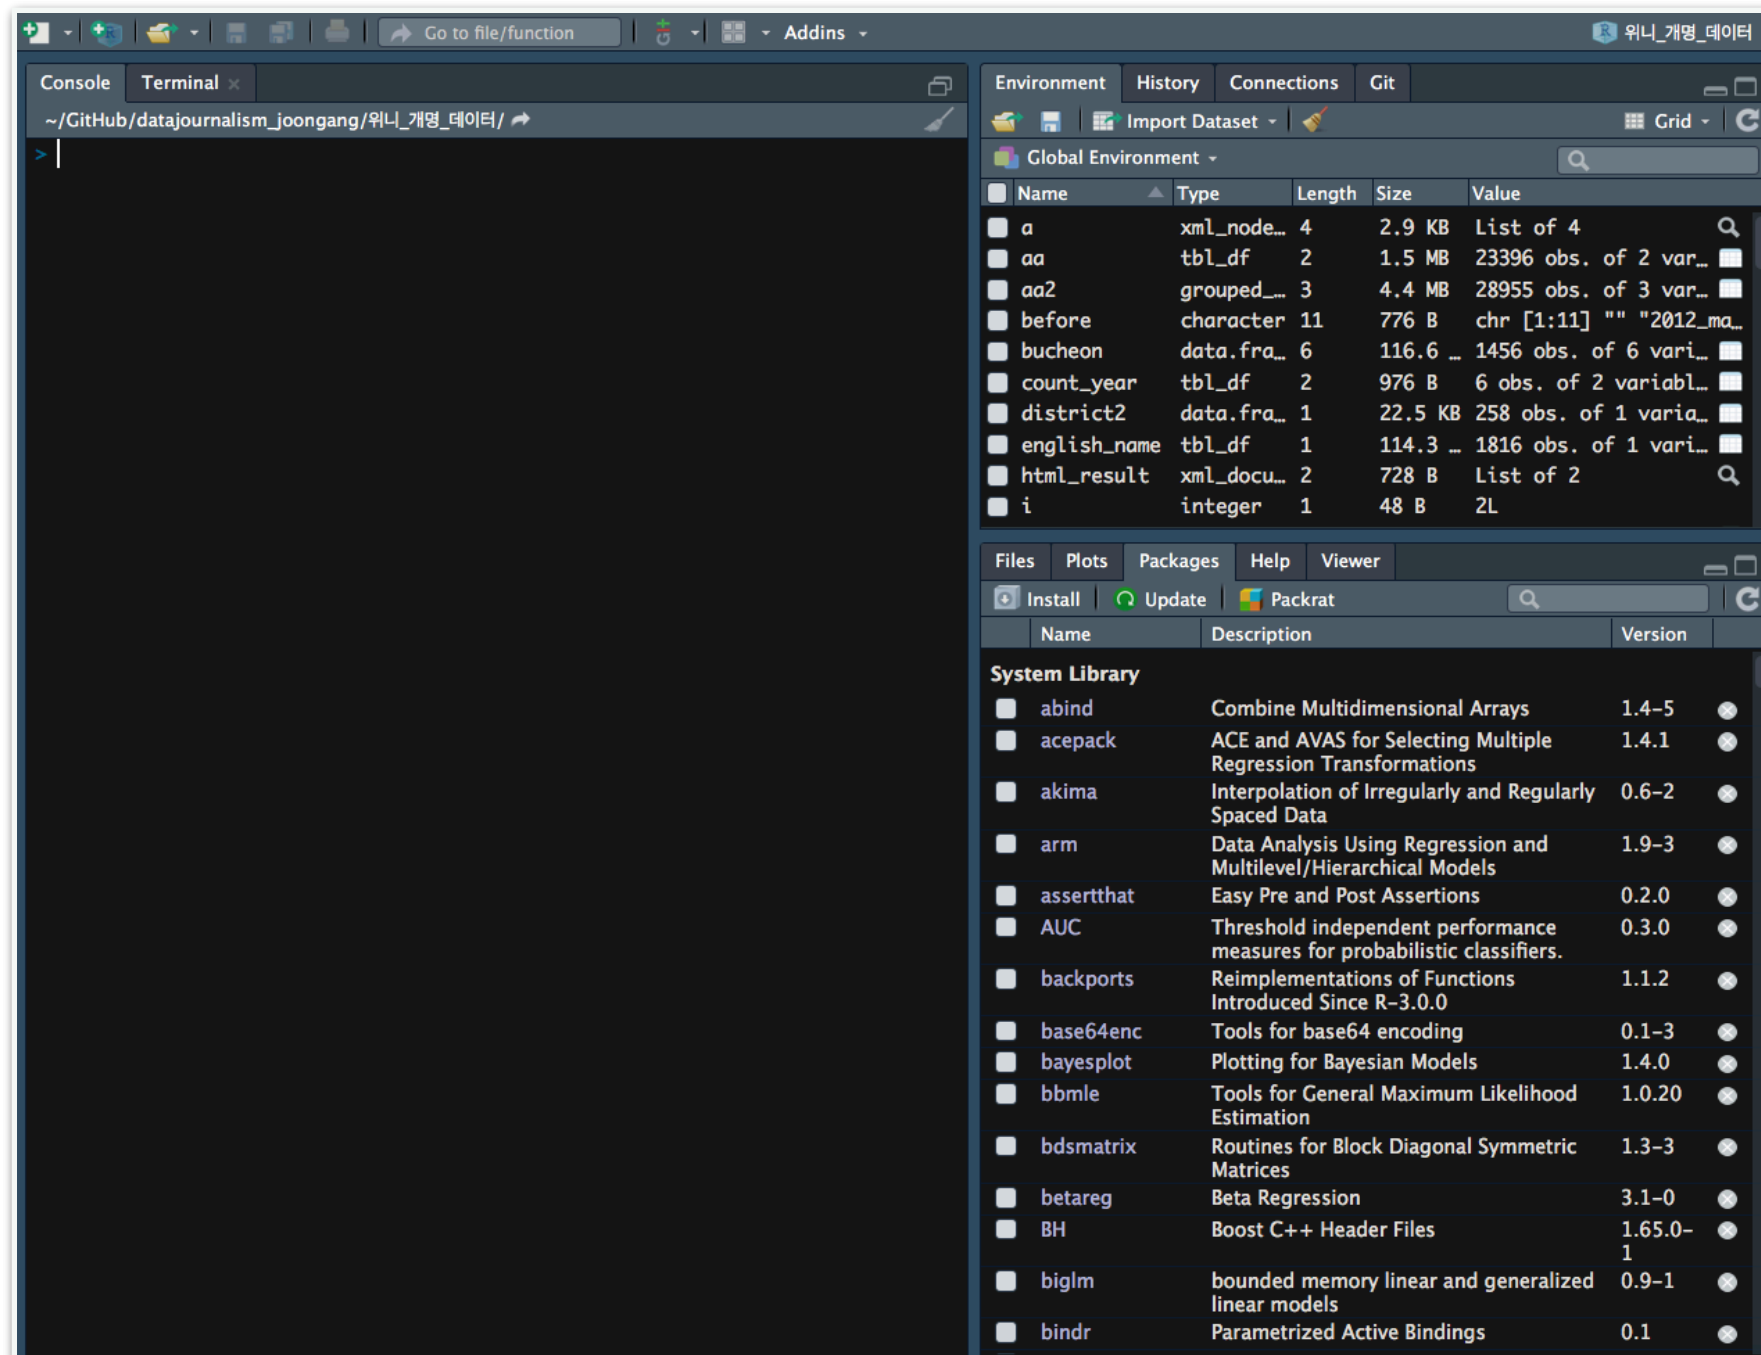 Go to file/function
Addins
위니_개명_데이터
Console Terminal
~/GitHub/datajournalism_joongang/위니_개명_데이터/
>
Environment History Connections Git
Import Dataset Grid
Global Environment
Name Type Length Size Value
a xml_node… 4 2.9 KB List of 4
aa tbl_df 2 1.5 MB 23396 obs. of 2 var…
aa2 grouped_… 3 4.4 MB 28955 obs. of 3 var…
before character 11 776 B chr [1:11] "" "2012_ma…
bucheon data.fra… 6 116.6 … 1456 obs. of 6 vari…
count_year tbl_df 2 976 B 6 obs. of 2 variabl…
district2 data.fra… 1 22.5 KB 258 obs. of 1 varia…
english_name tbl_df 1 114.3 … 1816 obs. of 1 vari…
html_result xml_docu… 2 728 B List of 2
i integer 1 48 B 2L
Files Plots Packages Help Viewer
Install Update Packrat
Name Description Version
System Library
abind Combine Multidimensional Arrays 1.4-5
acepack ACE and AVAS for Selecting Multiple 1.4.1
Regression Transformations
akima Interpolation of Irregularly and Regularly 0.6-2
Spaced Data
arm Data Analysis Using Regression and 1.9-3
Multilevel/Hierarchical Models
assertthat Easy Pre and Post Assertions 0.2.0
AUC Threshold independent performance 0.3.0
measures for probabilistic classifiers.
backports Reimplementations of Functions 1.1.2
Introduced Since R-3.0.0
base64enc Tools for base64 encoding 0.1-3
bayesplot Plotting for Bayesian Models 1.4.0
bbmle Tools for General Maximum Likelihood 1.0.20
Estimation
bdsmatrix Routines for Block Diagonal Symmetric 1.3-3
Matrices
betareg Beta Regression 3.1-0
BH Boost C++ Header Files 1.65.0-
1
biglm bounded memory linear and generalized 0.9-1
linear models
bindr Parametrized Active Bindings 0.1